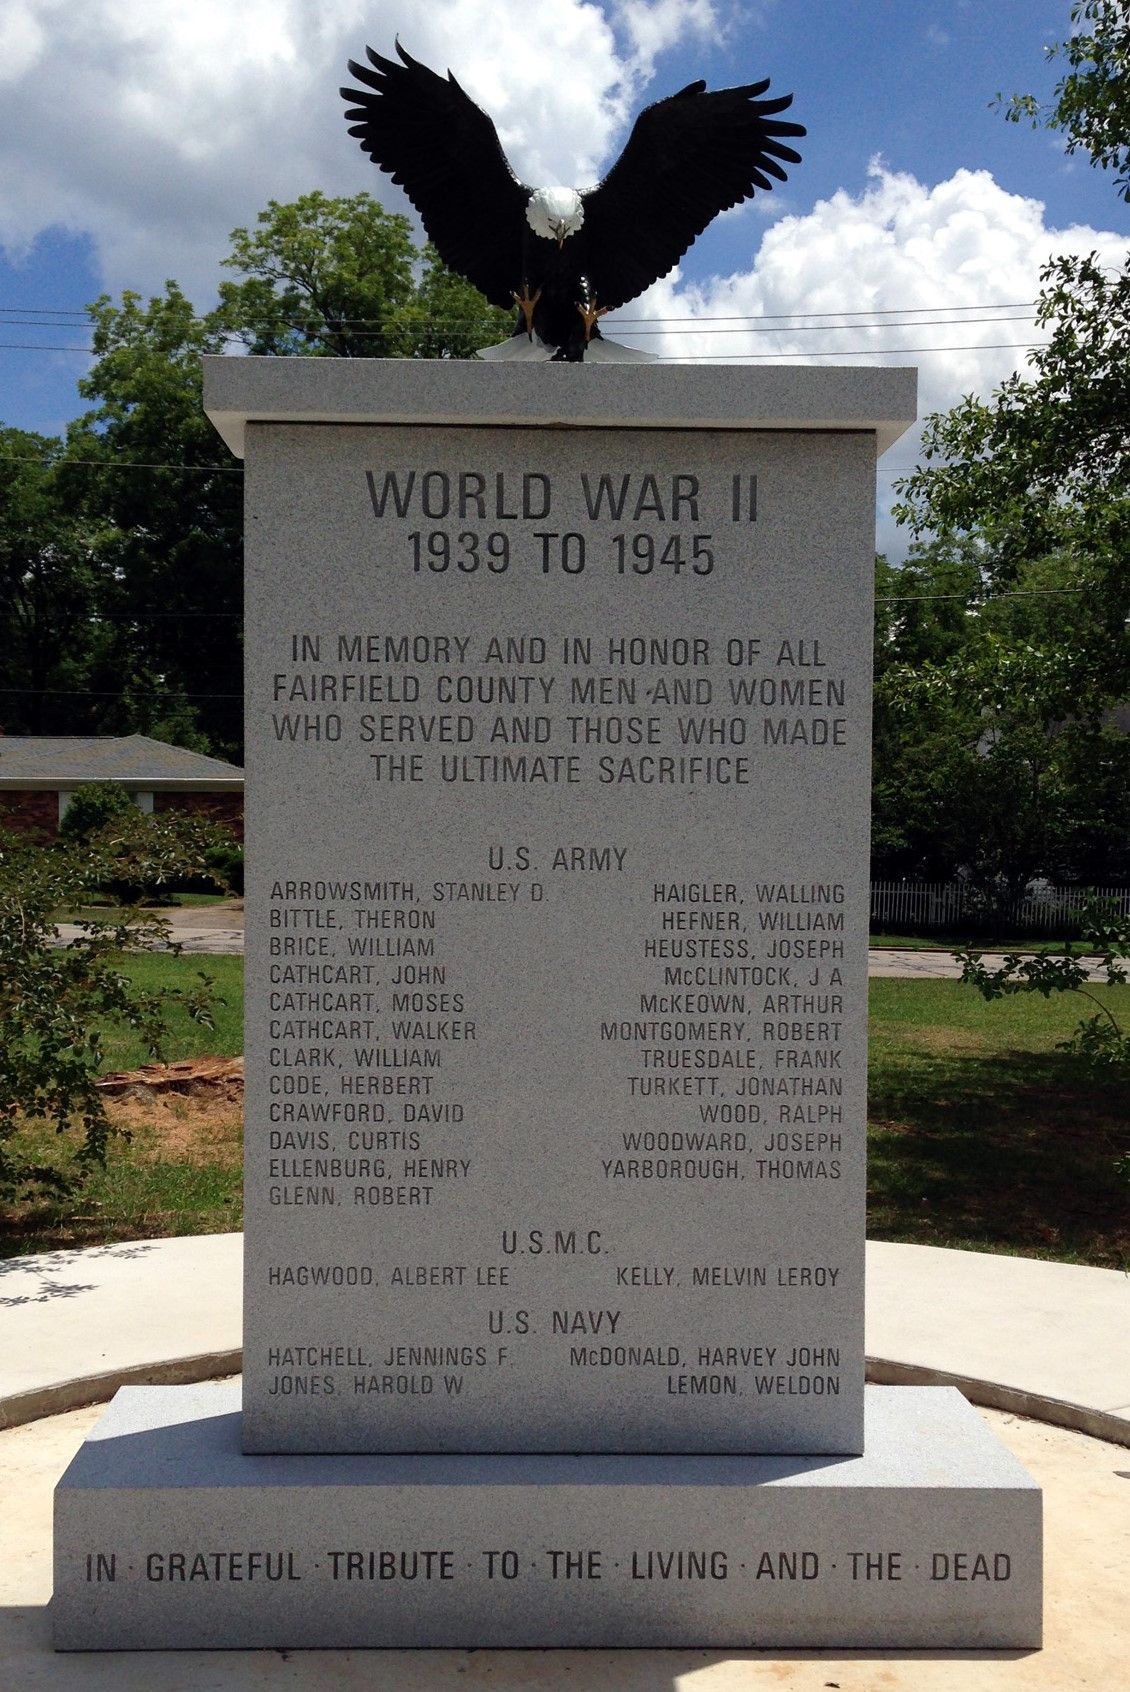 WORLD WAR II
1939 TO 1945
IN MEMORY AND IN HONOR OF ALL
FAIRFIELD COUNTY MEN AND WOMEN
WHO SERVED AND THOSE WHO MADE
THE ULTIMATE SACRIFICE
U.S. ARMY
ARROWSMITH, STANLEY D. HAIGLER, WALLING
BITTLE, THERON HEFNER, WILLIAM
BRICE, WILLIAM HEUSTESS, JOSEPH
CATHCART, JOHN McCLINTOCK, J A
CATHCART, MOSES McKEOWN, ARTHUR
CATHCART, WALKER MONTGOMERY, ROBERT
CLARK, WILLIAM TRUESDALE, FRANK
CODE, HERBERT TURKETT, JONATHAN
CRAWFORD, DAVID WOOD, RALPH
DAVIS, CURTIS WOODWARD, JOSEPH
ELLENBURG, HENRY YARBOROUGH, THOMAS
GLENN, ROBERT
U.S.M.C.
HAGWOOD, ALBERT LEE KELLY, MELVIN LEROY
U.S. NAVY
HATCHELL, JENNINGS F. McDONALD, HARVEY JOHN
JONES, HAROLD W LEMON, WELDON
IN · GRATEFUL · TRIBUTE · TO · THE · LIVING · AND · THE · DEAD